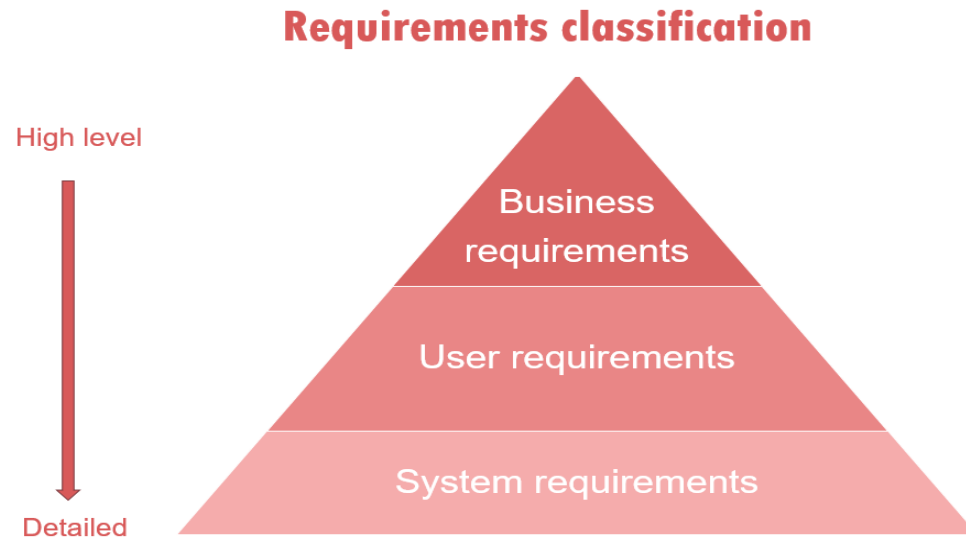 Requirements classification
High level
Business
requirements
User requirements
System requirements
Detailed